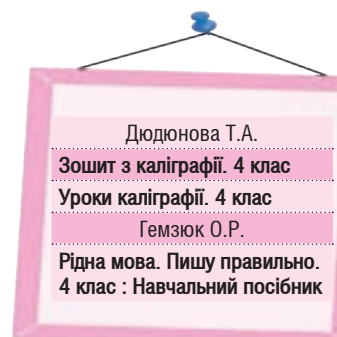 Дюдюнова Т.А.
Зошит з каліграфії. 4 клас
Уроки каліграфії. 4 клас
Гемзюк О.Р.
Рідна мова. Пишу правильно.
4 клас : Навчальний посібник